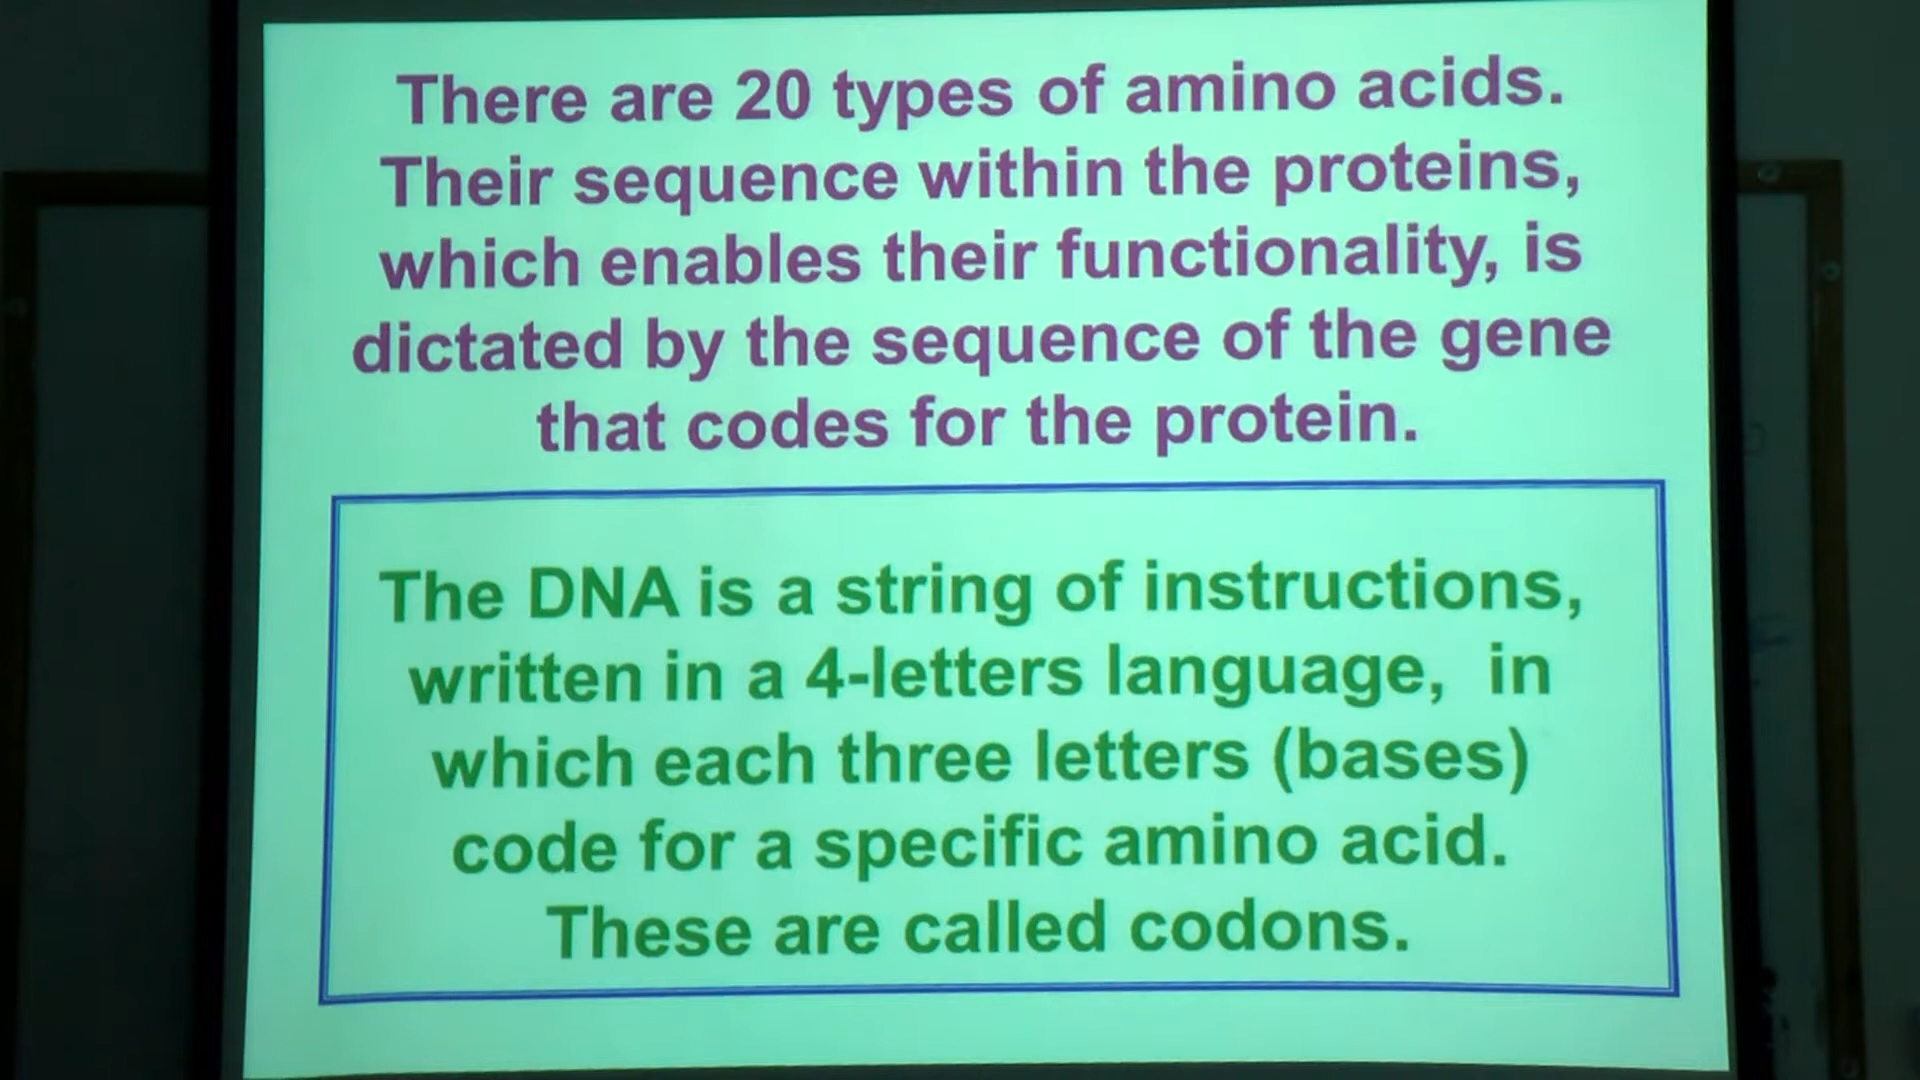 There are 20 types of amino acids.
Their sequence within the proteins,
which enables their functionality, is
dictated by the sequence of the gene
that codes for the protein.
The DNA is a string of instructions,
written in a 4-letters language, in
which each three letters (bases)
code for a specific amino acid.
These are called codons.